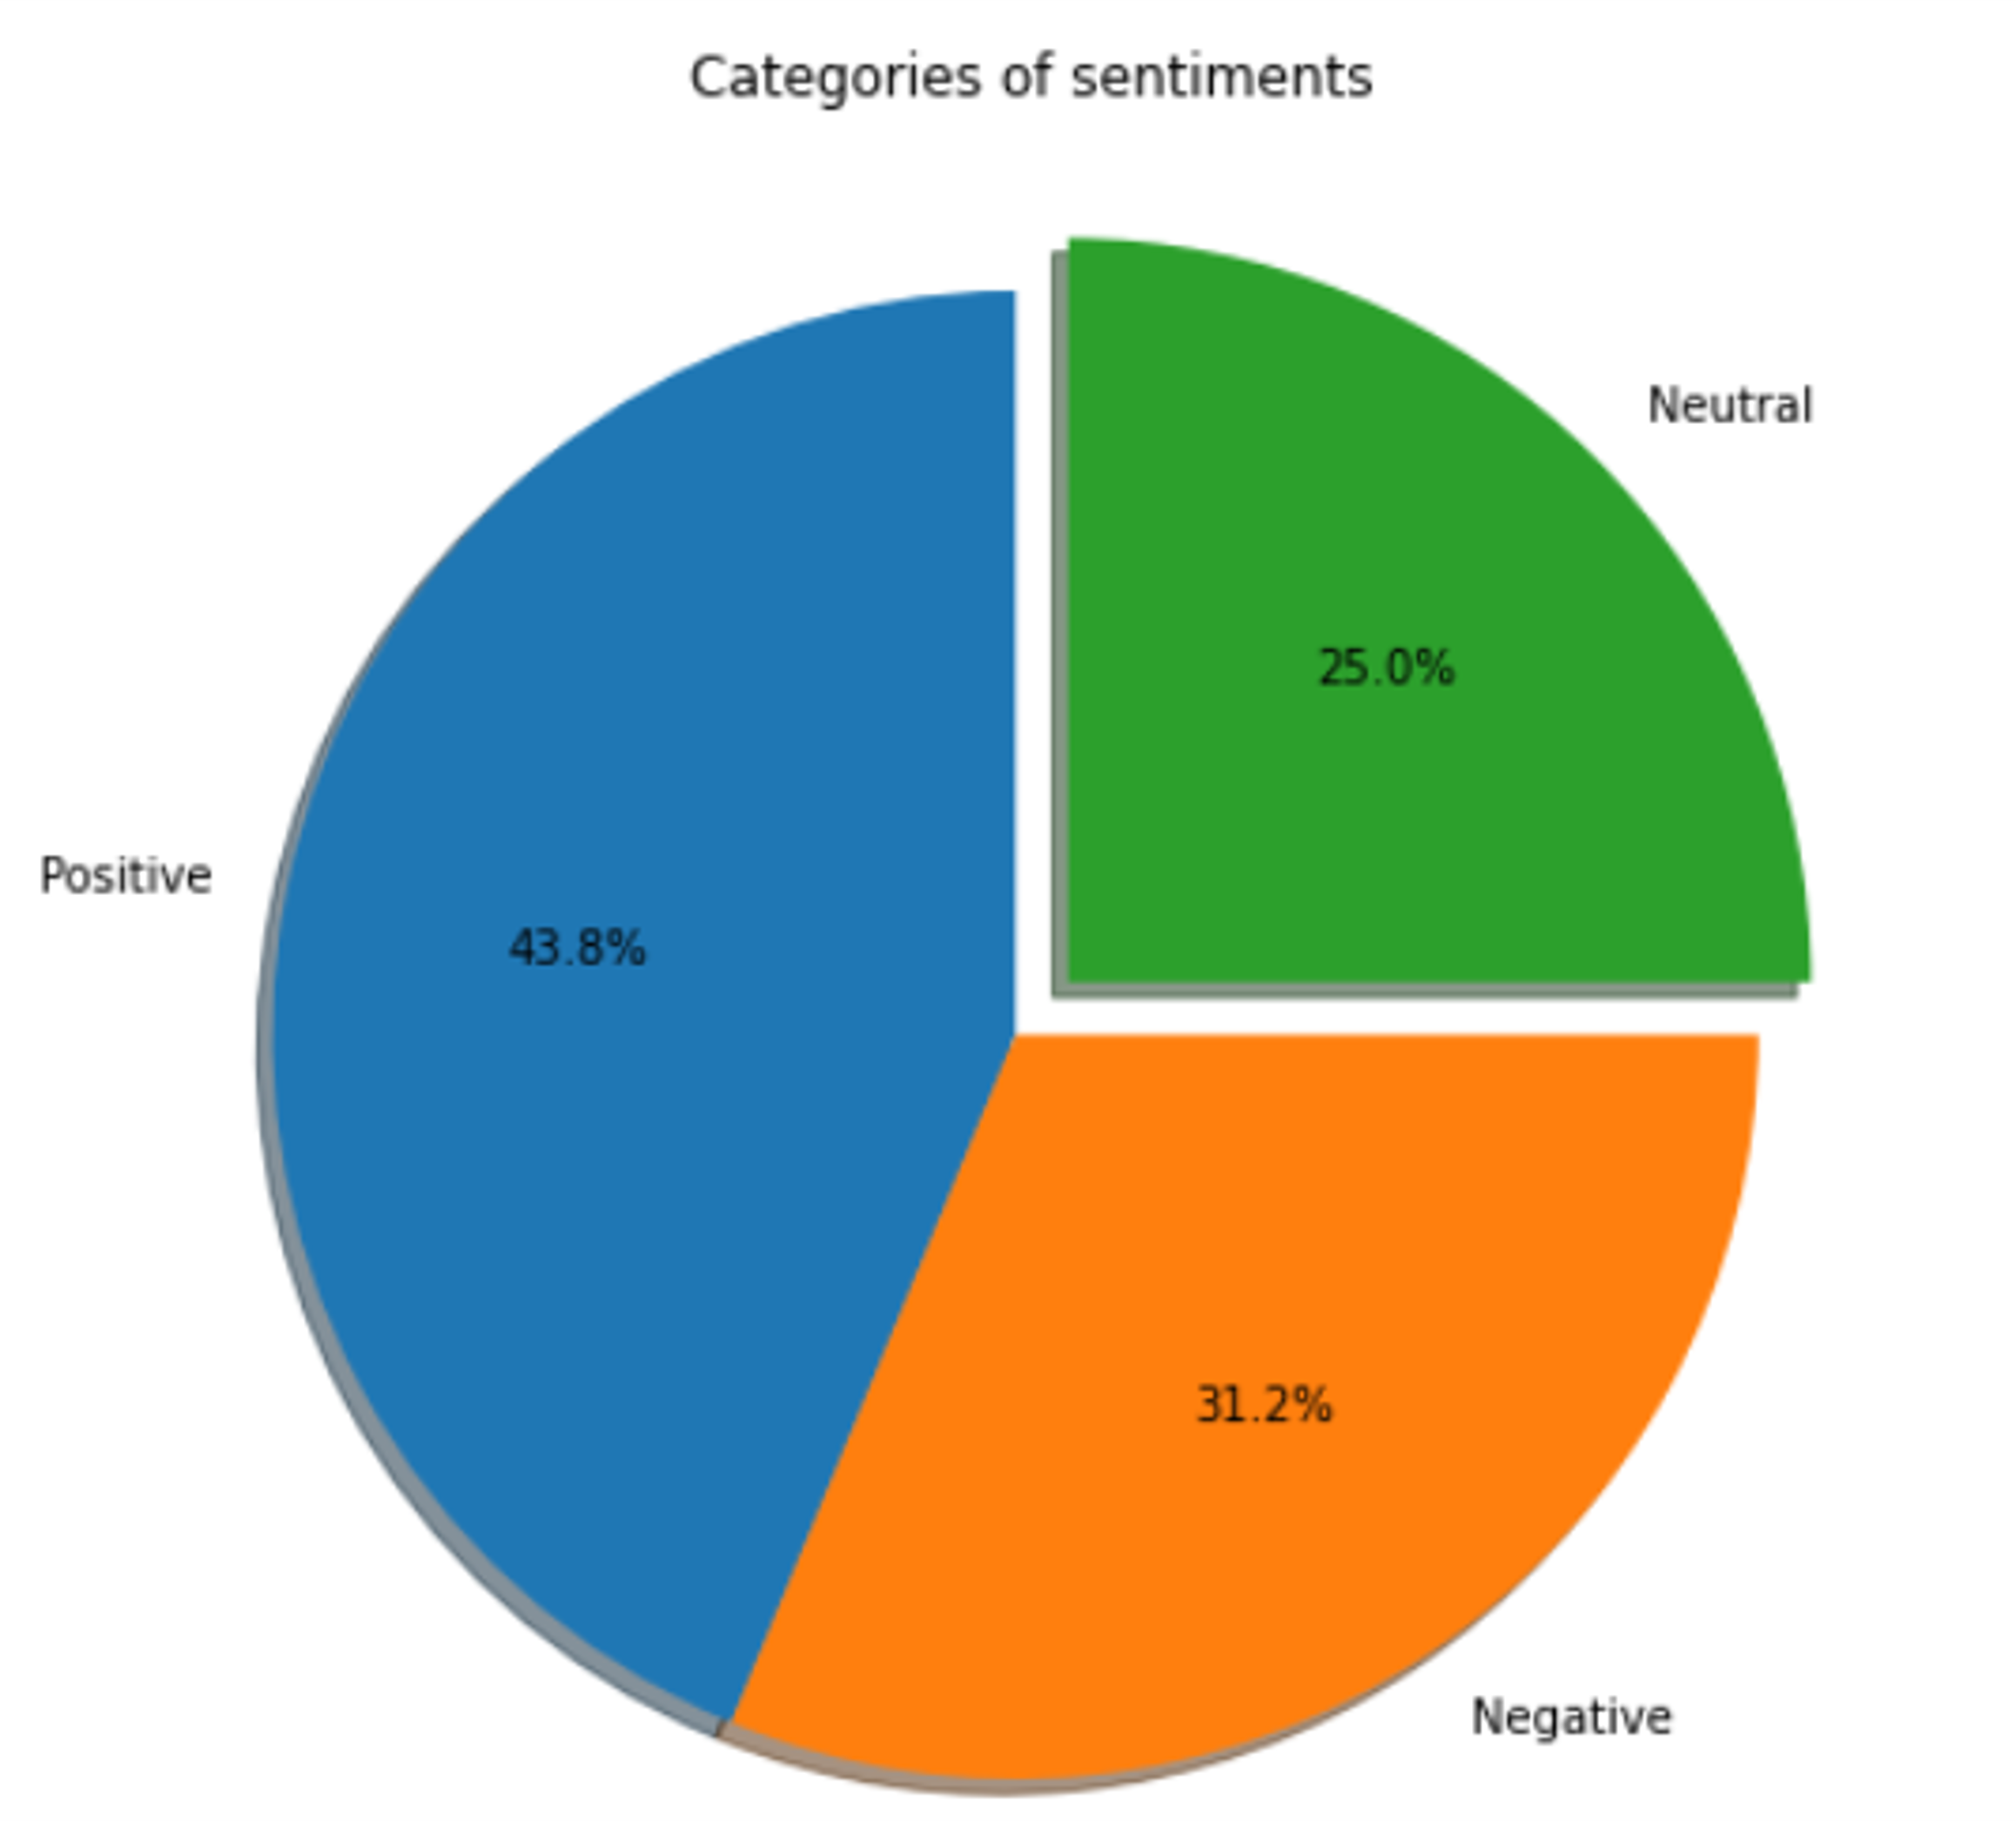 Categories of sentiments
Neutral
25.0%
Positive
43.8%
31.2%
Negative